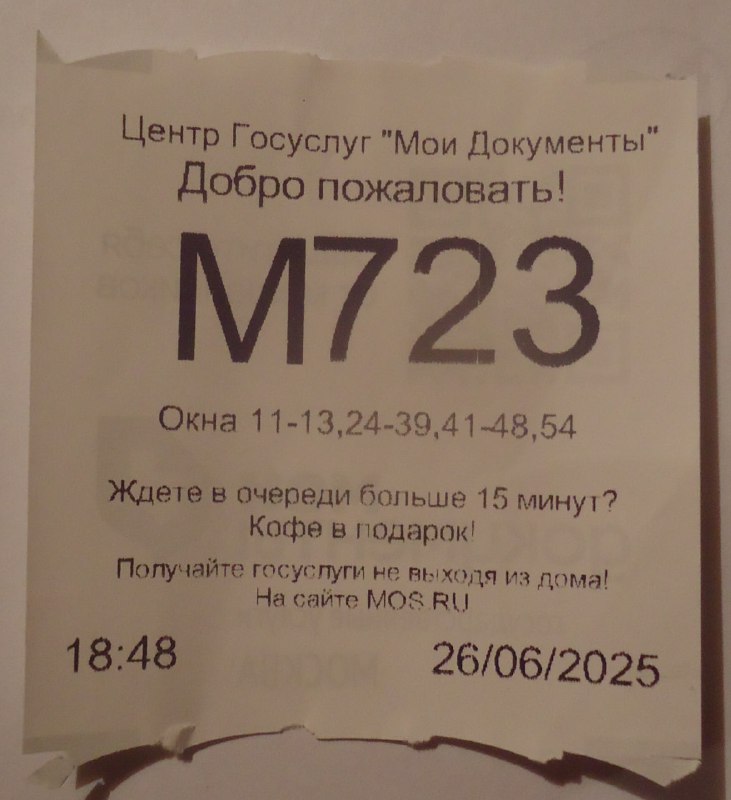 Центр Госуслуг "Мои Документы"
Добро пожаловать!
М723
Окна 11-13,24-39,41-48,54
Ждете в очереди больше 15 минут?
Кофе в подарок!
Получайте госуслуги не выходя из дома!
На сайте MOS.RU
18:48 26/06/2025